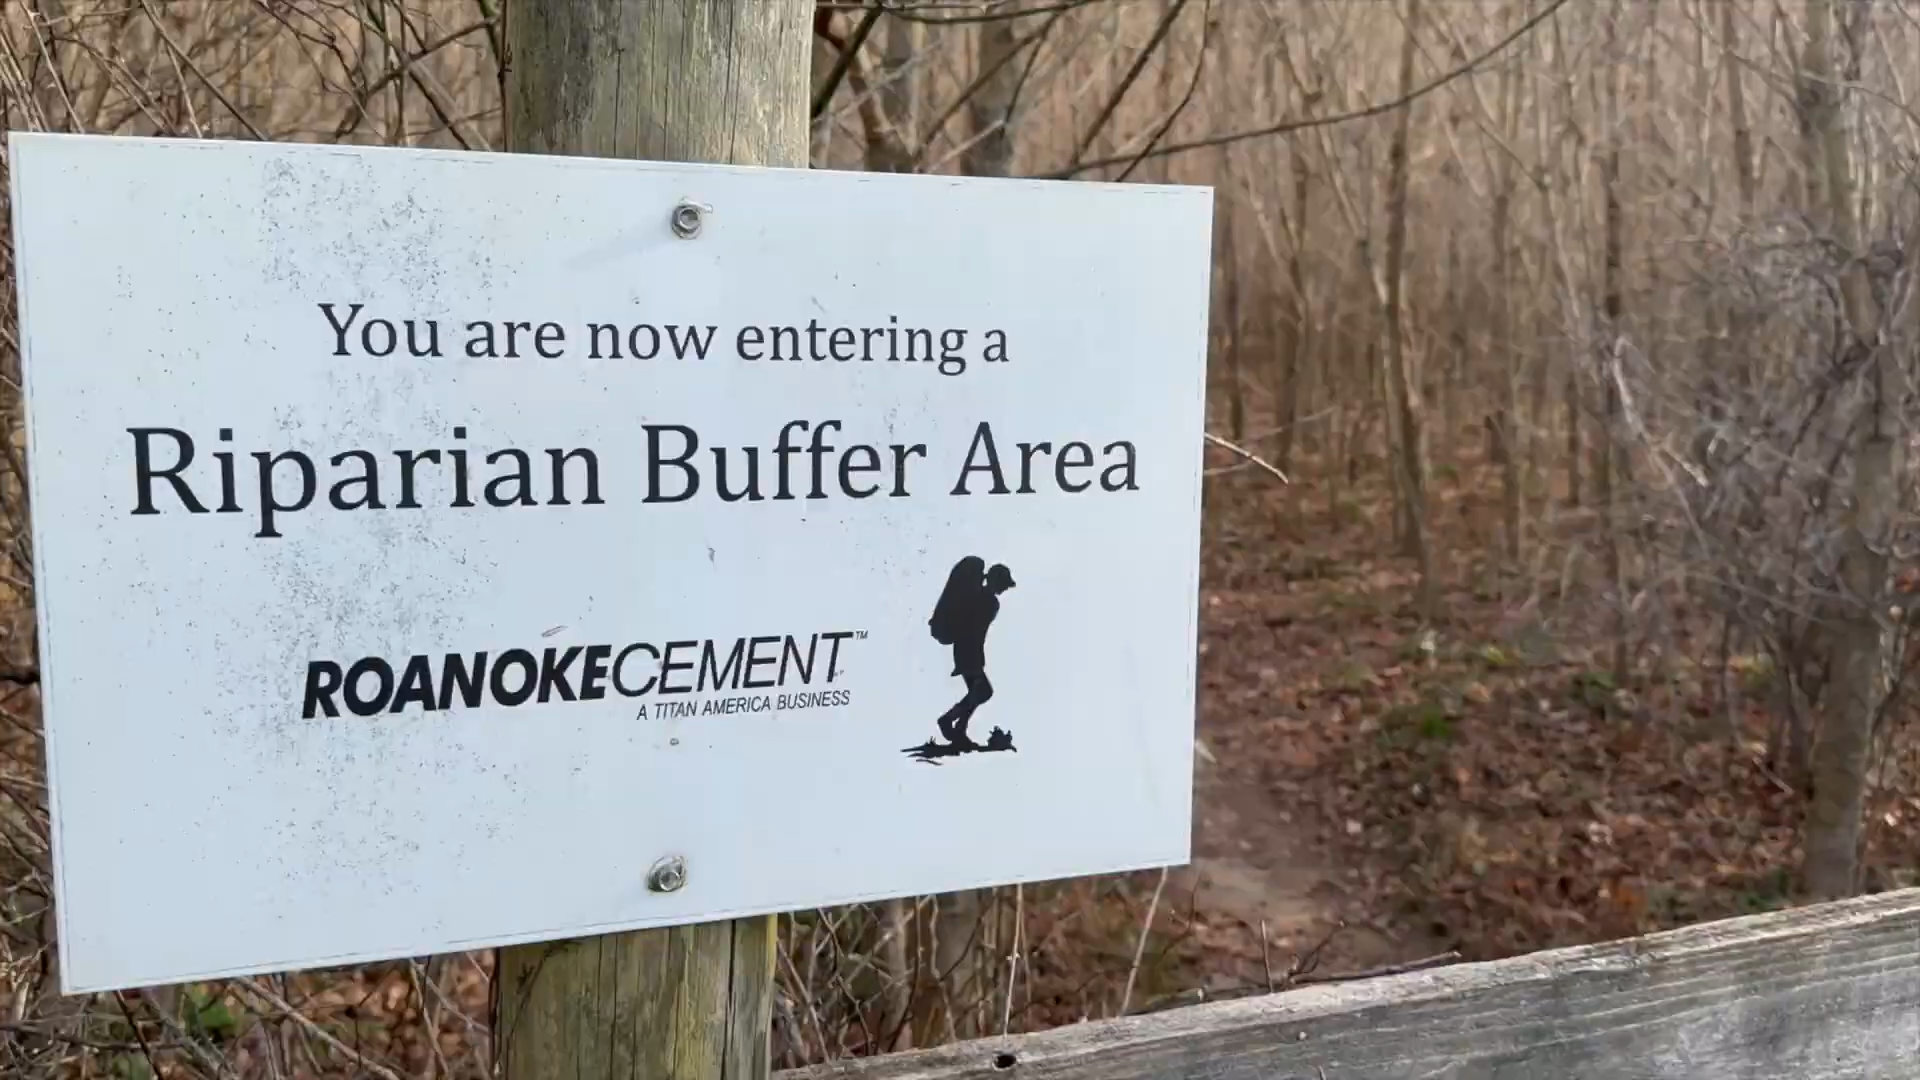 You are now entering a
Riparian Buffer Area
ROANOKECEMENT™
A TITAN AMERICA BUSINESS